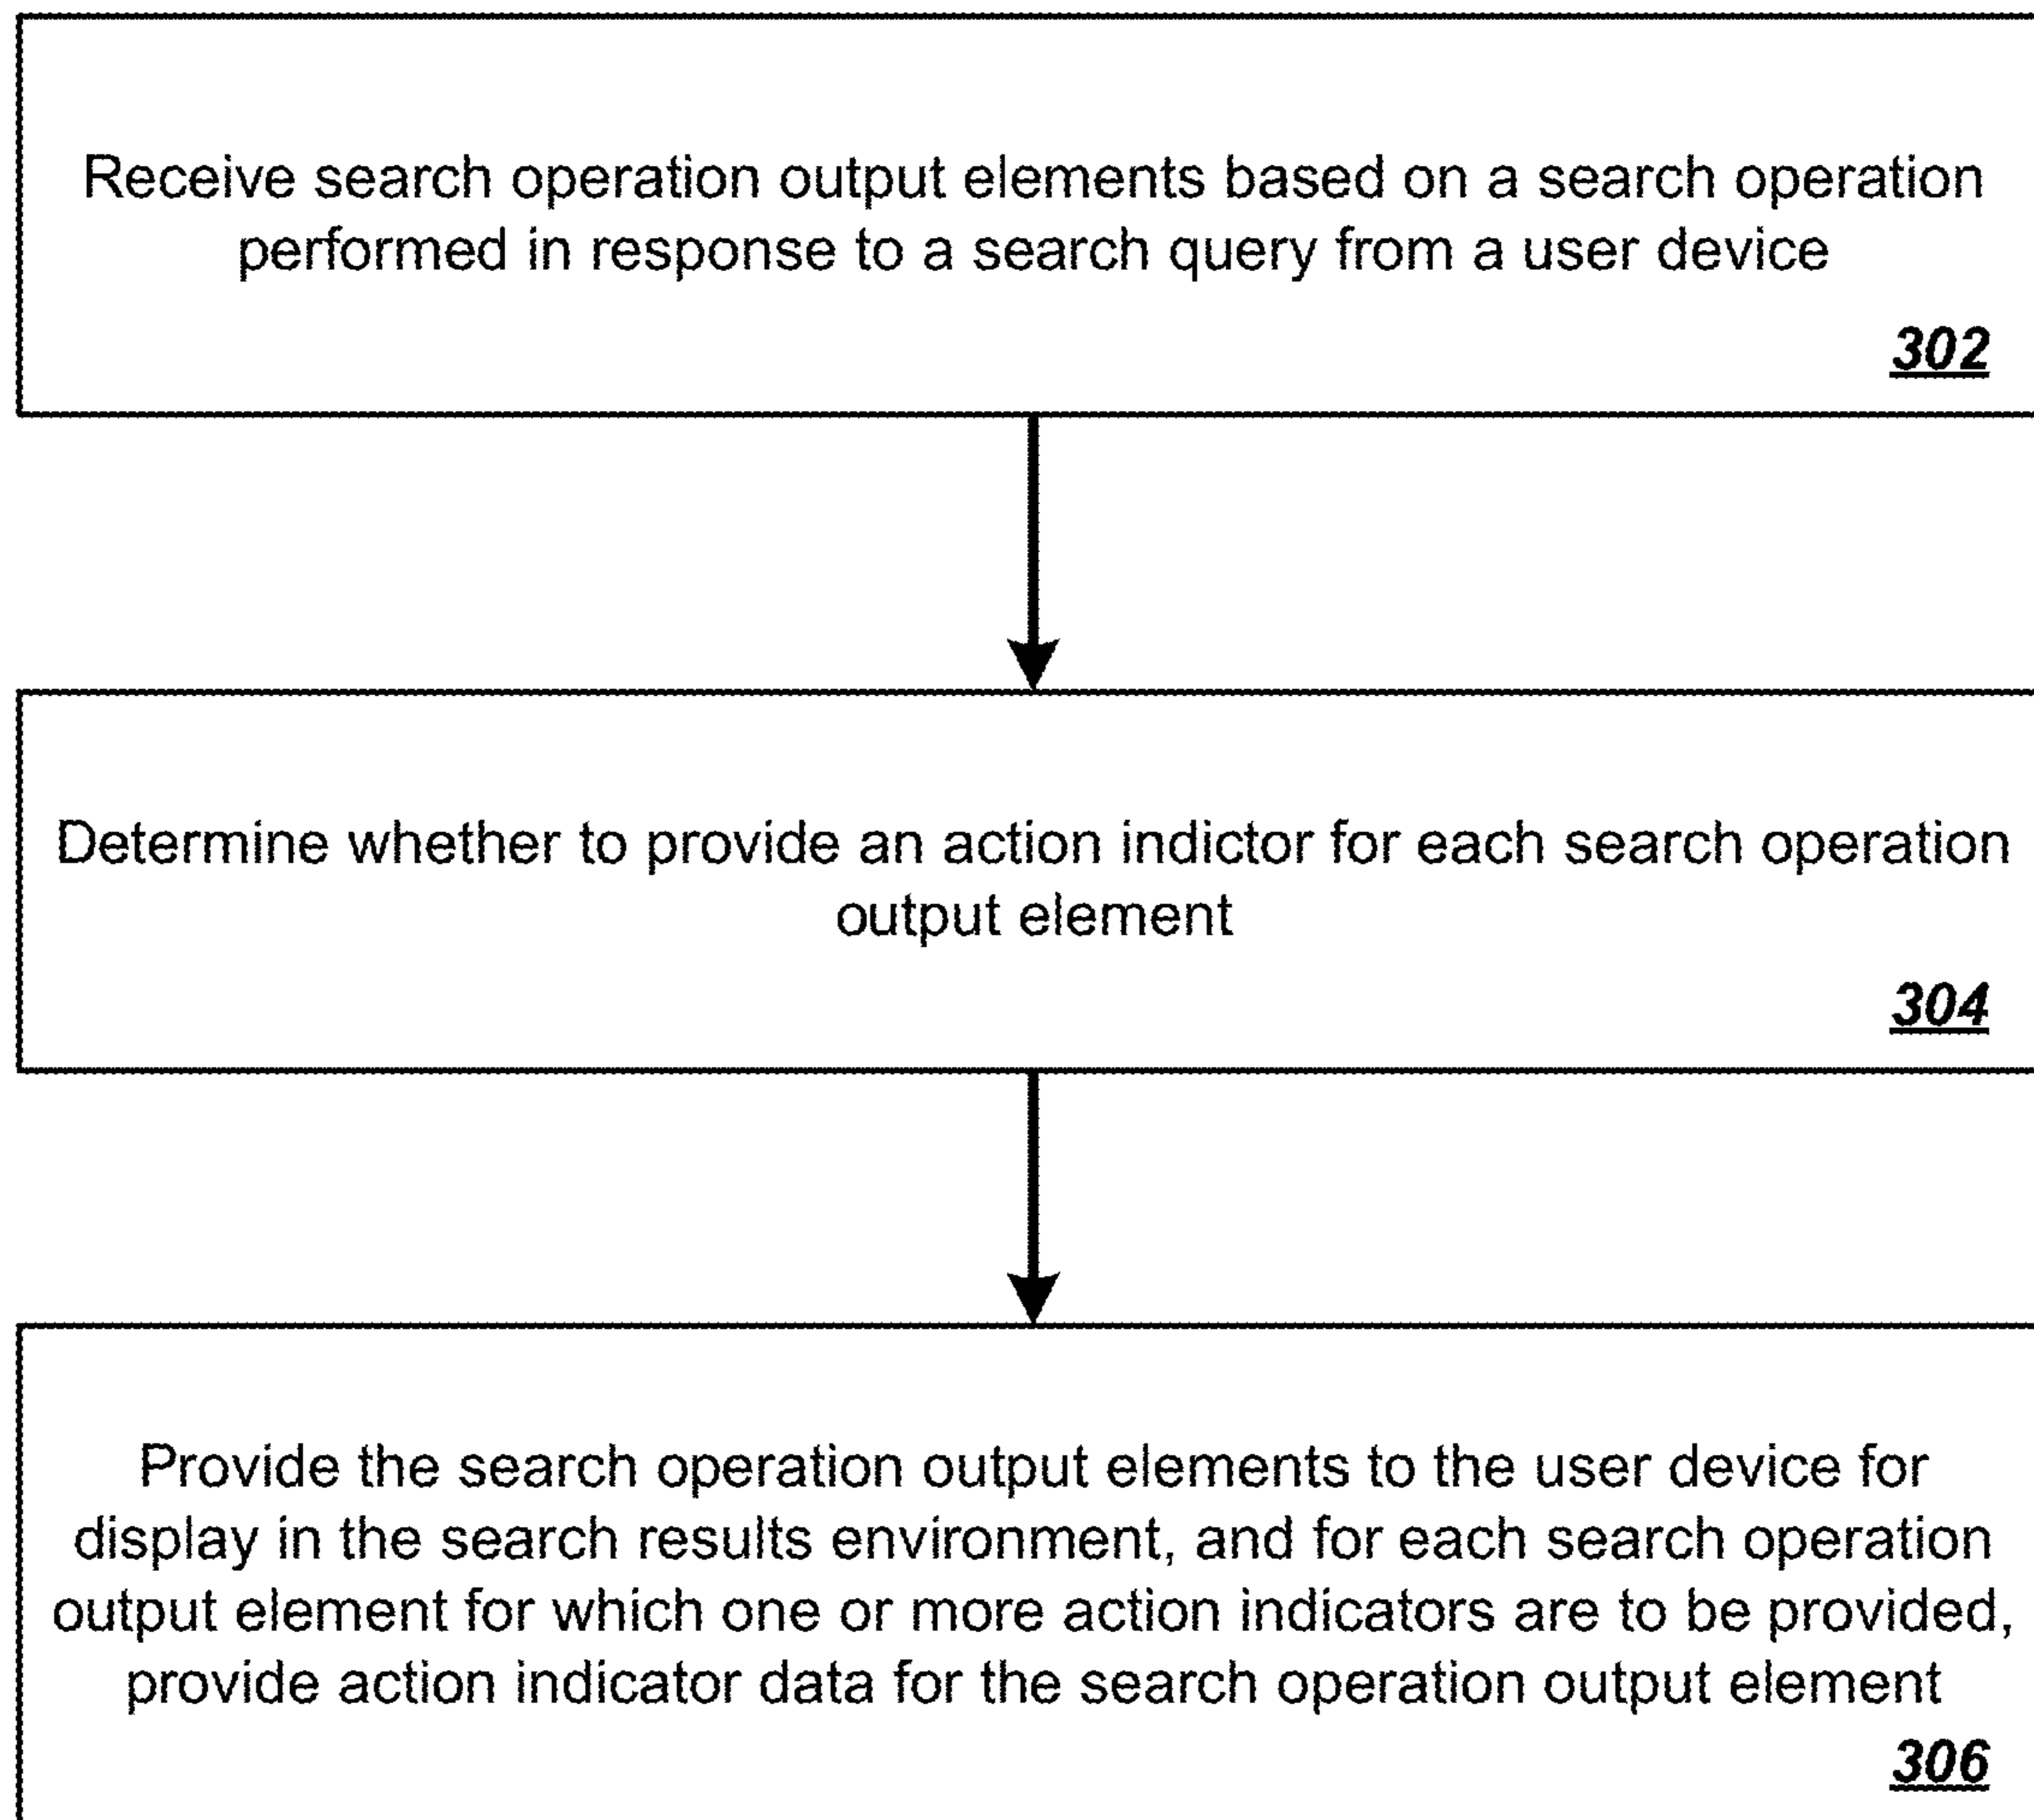 Receive search operation output elements based on a search operation
performed in response to a search query from a user device
302
Determine whether to provide an action indictor for each search operation
output element
304
Provide the search operation output elements to the user device for
display in the search results environment, and for each search operation
output element for which one or more action indicators are to be provided,
provide action indicator data for the search operation output element
306